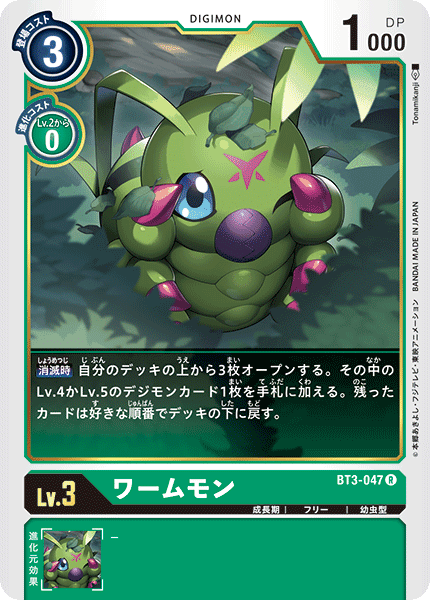 登場コスト
3
DIGIMON
1000
DP
進化コスト
Lv.2から
0
Tonamikanji
BANDAI MADE IN JAPAN
©本郷あきよし・フジテレビ・東映アニメーション
消滅時 自分のデッキの上から3枚オープンする。その中の
Lv.4かLv.5のデジモンカード1枚を手札に加える。残った
カードは好きな順番でデッキの下に戻す。
BT3-047 R
Lv.3 ワームモン
成長期 | フリー | 幼虫型
進化元効果
－